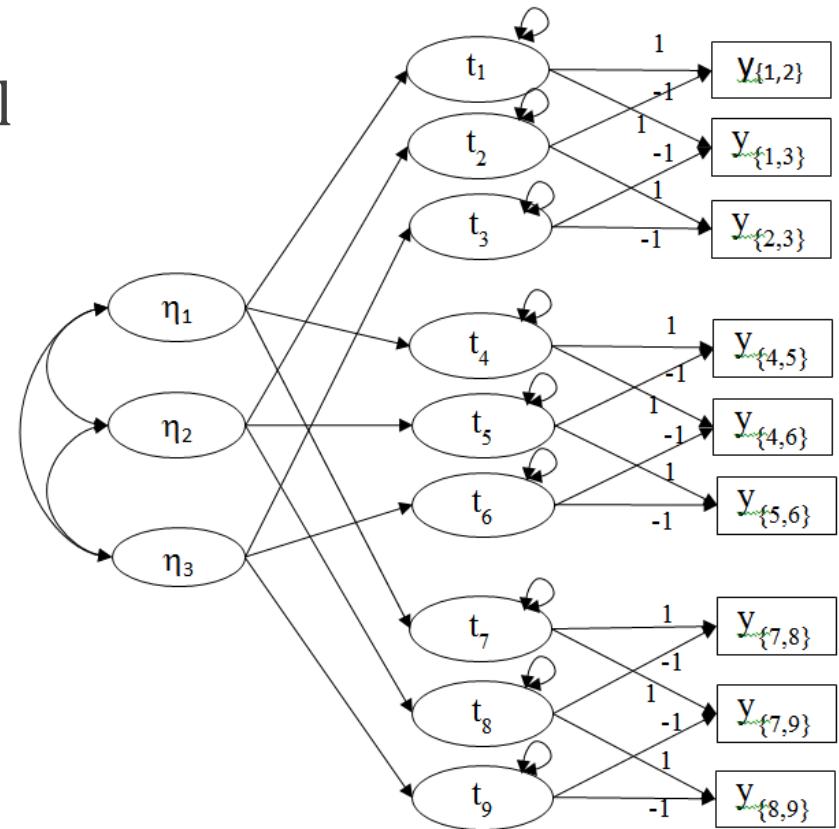 l
t1 1 y{1,2}
-1
t2 1 y{1,3}
-1
t3 1 y{2,3}
-1
η1
t4 1 y{4,5}
-1
η2 t5 1 y{4,6}
-1
t6 1 y{5,6}
-1
η3
t7 1 y{7,8}
-1
t8 1 y{7,9}
-1
t9 1 y{8,9}
-1